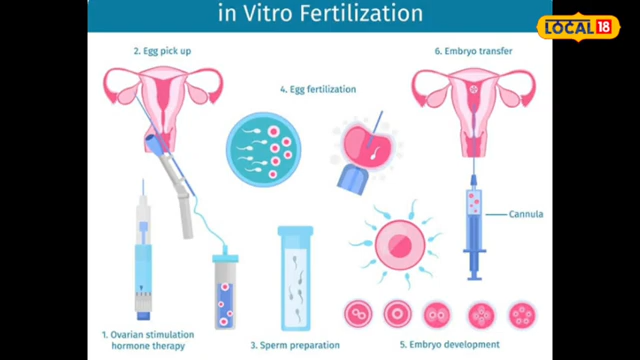 in Vitro Fertilization
LOCAL 18
2. Egg pick up
6. Embryo transfer
4. Egg fertilization
Cannula
1. Ovarian stimulation
hormone therapy
3. Sperm preparation
5. Embryo development